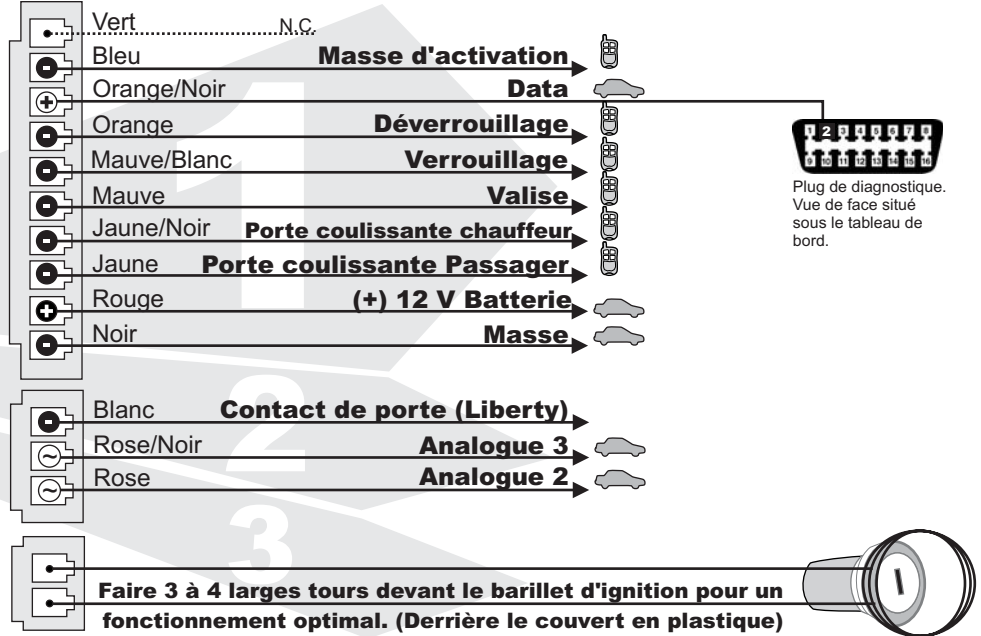 Vert N.C.
Bleu Masse d'activation
Orange/Noir Data
Orange Déverrouillage
Mauve/Blanc Verrouillage
Mauve Valise
Jaune/Noir Porte coulissante chauffeur
Jaune Porte coulissante Passager
Rouge (+) 12 V Batterie
Noir Masse
1 2 3 4 5 6 7 8
9 10 11 12 13 14 15 16
Plug de diagnostique.
Vue de face situé
sous le tableau de
bord.
1
Blanc Contact de porte (Liberty)
Rose/Noir Analogue 3
Rose Analogue 2
2
3
Faire 3 à 4 larges tours devant le barillet d'ignition pour un
fonctionnement optimal. (Derrière le couvert en plastique)